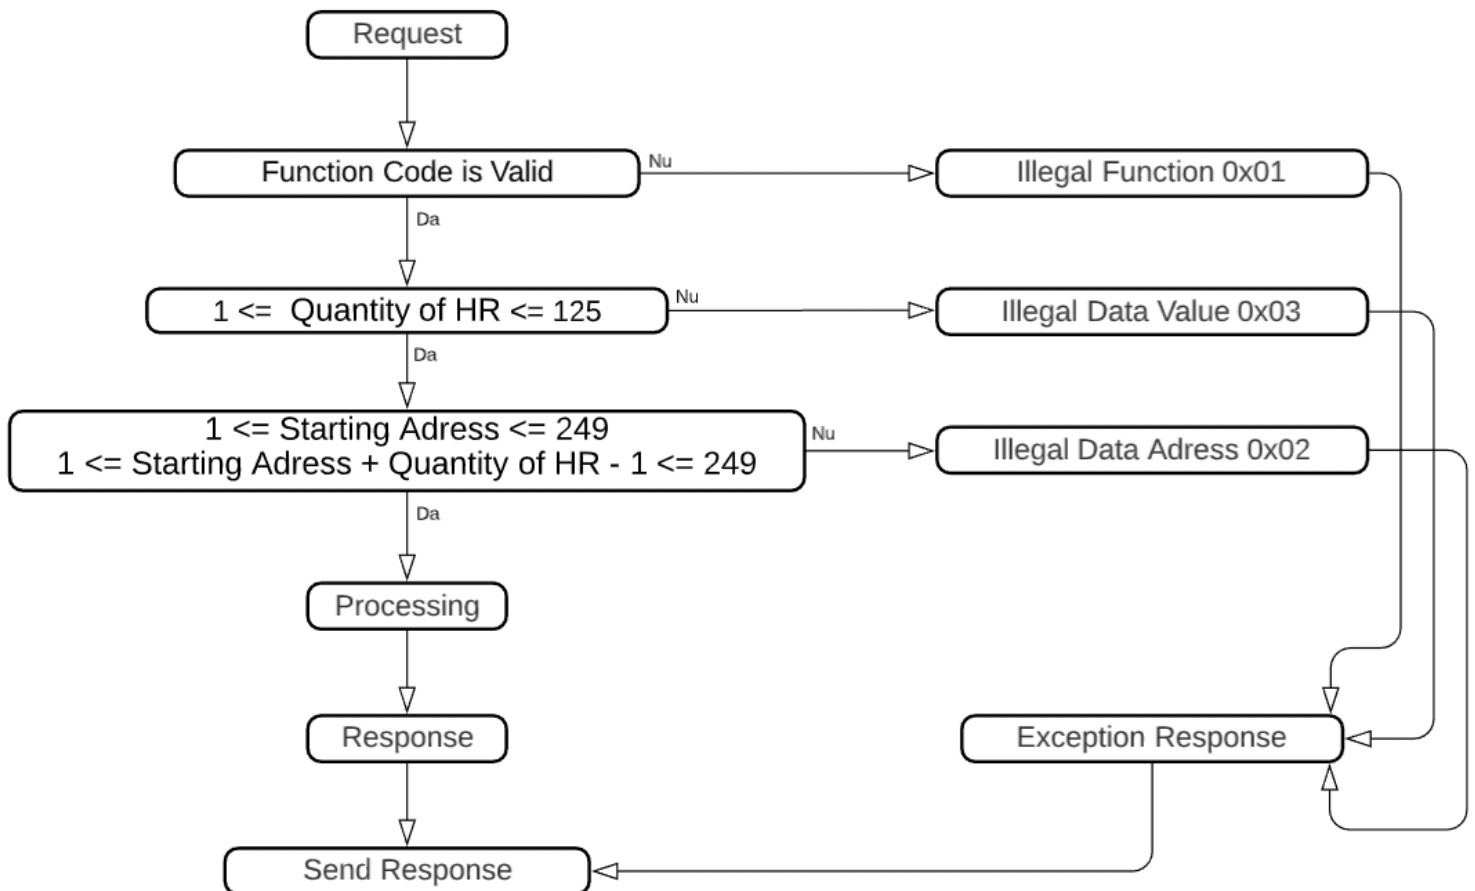 Request
Function Code is Valid
Nu
Illegal Function 0x01
Da
1 <= Quantity of HR <= 125
Nu
Illegal Data Value 0x03
Da
1 <= Starting Adress <= 249
1 <= Starting Adress + Quantity of HR - 1 <= 249
Nu
Illegal Data Adress 0x02
Da
Processing
Response
Exception Response
Send Response